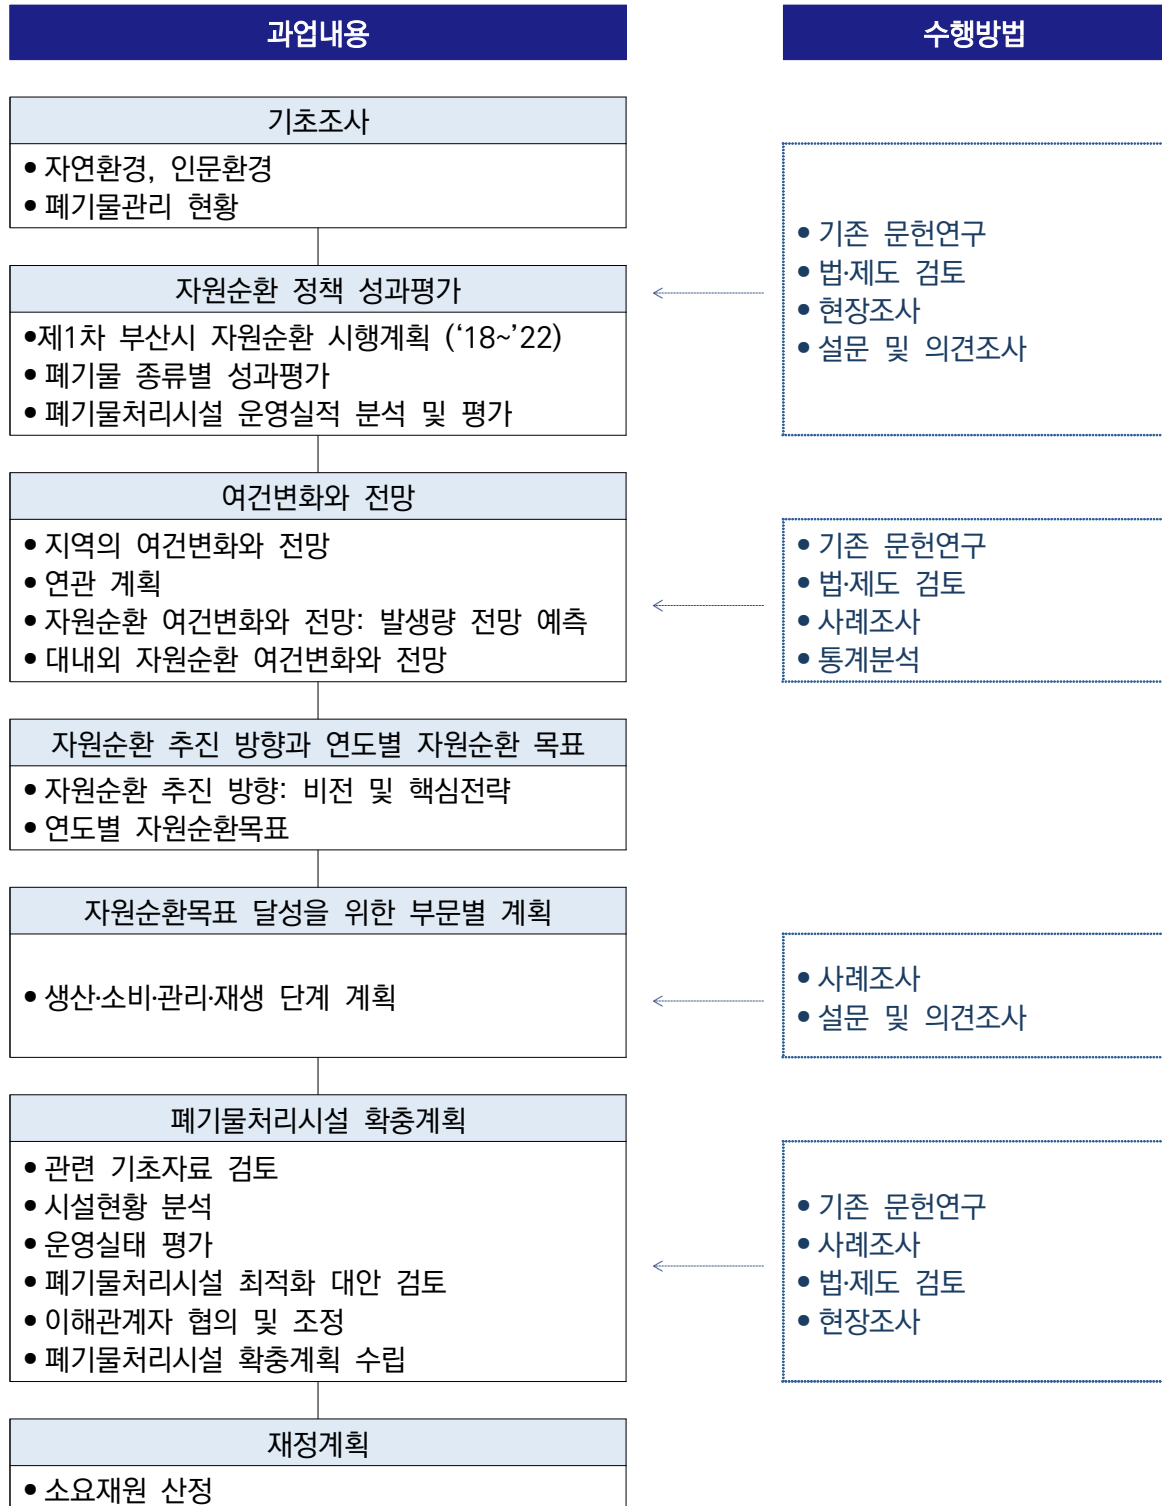 과업내용
수행방법
기초조사
• 자연환경, 인문환경
• 폐기물관리 현황
자원순환 정책 성과평가
•제1차 부산시 자원순환 시행계획 (‘18~’22)
• 폐기물 종류별 성과평가
• 폐기물처리시설 운영실적 분석 및 평가
• 기존 문헌연구
• 법·제도 검토
• 현장조사
• 설문 및 의견조사
여건변화와 전망
• 지역의 여건변화와 전망
• 연관 계획
• 자원순환 여건변화와 전망: 발생량 전망 예측
• 대내외 자원순환 여건변화와 전망
• 기존 문헌연구
• 법·제도 검토
• 사례조사
• 통계분석
자원순환 추진 방향과 연도별 자원순환 목표
• 자원순환 추진 방향: 비전 및 핵심전략
• 연도별 자원순환목표
자원순환목표 달성을 위한 부문별 계획
• 생산·소비·관리·재생 단계 계획
• 사례조사
• 설문 및 의견조사
폐기물처리시설 확충계획
• 관련 기초자료 검토
• 시설현황 분석
• 운영실태 평가
• 폐기물처리시설 최적화 대안 검토
• 이해관계자 협의 및 조정
• 폐기물처리시설 확충계획 수립
• 기존 문헌연구
• 사례조사
• 법·제도 검토
• 현장조사
재정계획
• 소요재원 산정